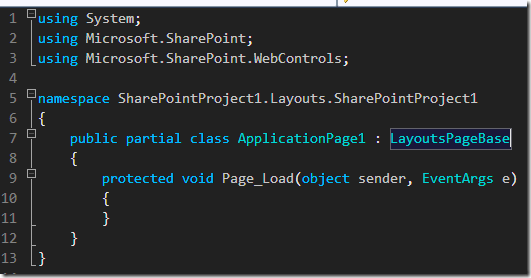 1 using System;
2 using Microsoft.SharePoint;
3 using Microsoft.SharePoint.WebControls;
4
5 namespace SharePointProject1.Layouts.SharePointProject1
6 {
7 public partial class ApplicationPage1 : LayoutsPageBase
8 {
9 protected void Page_Load(object sender, EventArgs e)
10 {
11 }
12 }
13 }